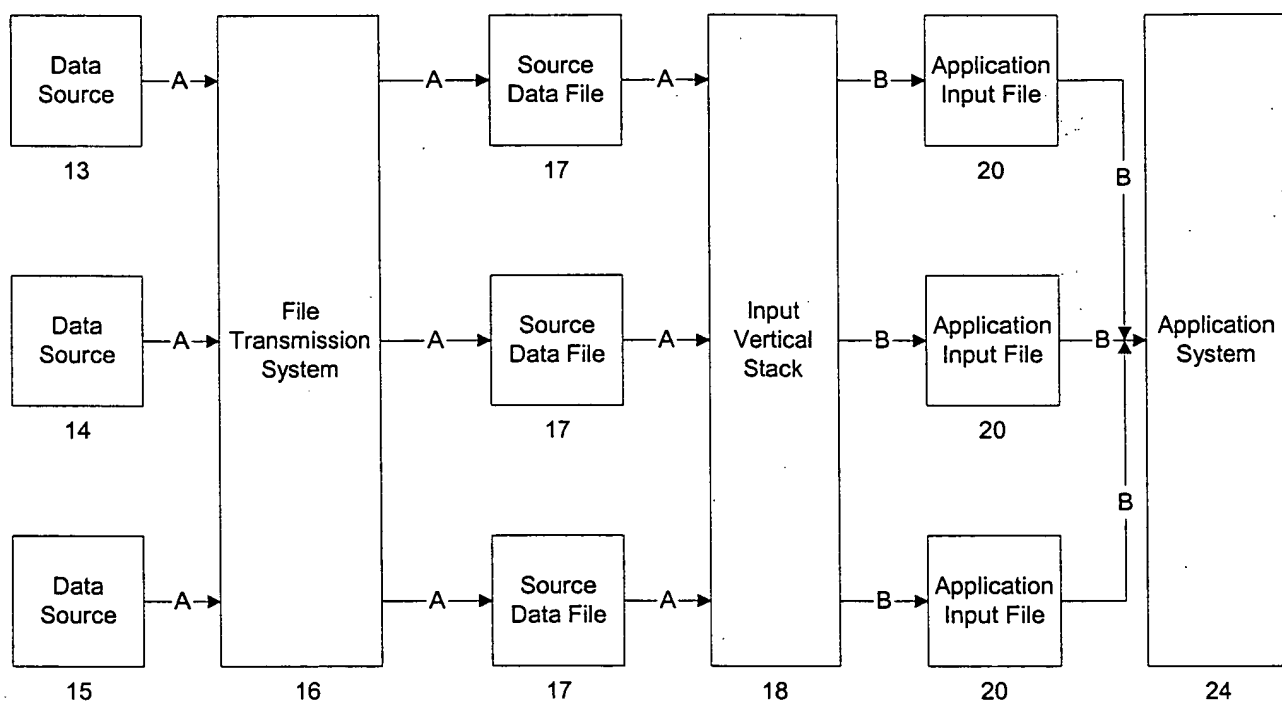 Data
Source
A
A
Source
Data File
A
B
Application
Input File
13
17
20
B
Data
Source
A
File
Transmission
System
A
Source
Data File
A
Input
Vertical
Stack
B
Application
Input File
B
Application
System
14
17
20
B
Data
Source
A
A
Source
Data File
A
B
Application
Input File
15
16
17
18
20
24